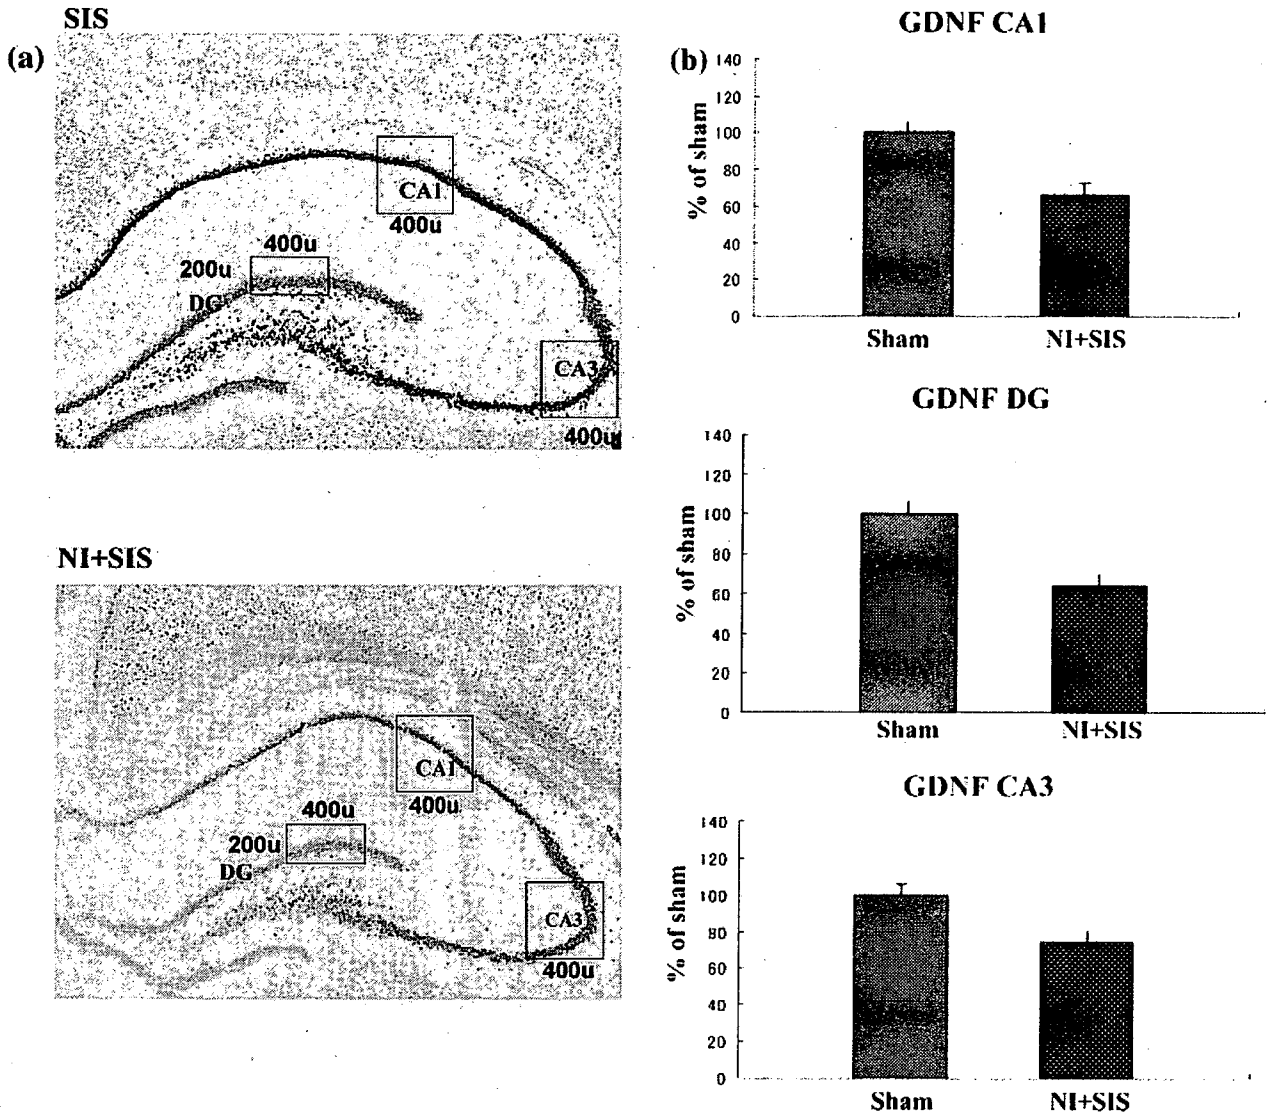 SIS
(a)
CA1
400u
400u
200u
DG
CA3
400u
NI+SIS
CA1
400u
400u
200u
DG
CA3
400u
(b)
GDNF CA1
% of sham
140
120
100
80
60
40
20
0
Sham NI+SIS
GDNF DG
% of sham
140
120
100
80
60
40
20
0
Sham NI+SIS
GDNF CA3
% of sham
140
120
100
80
60
40
20
0
Sham NI+SIS